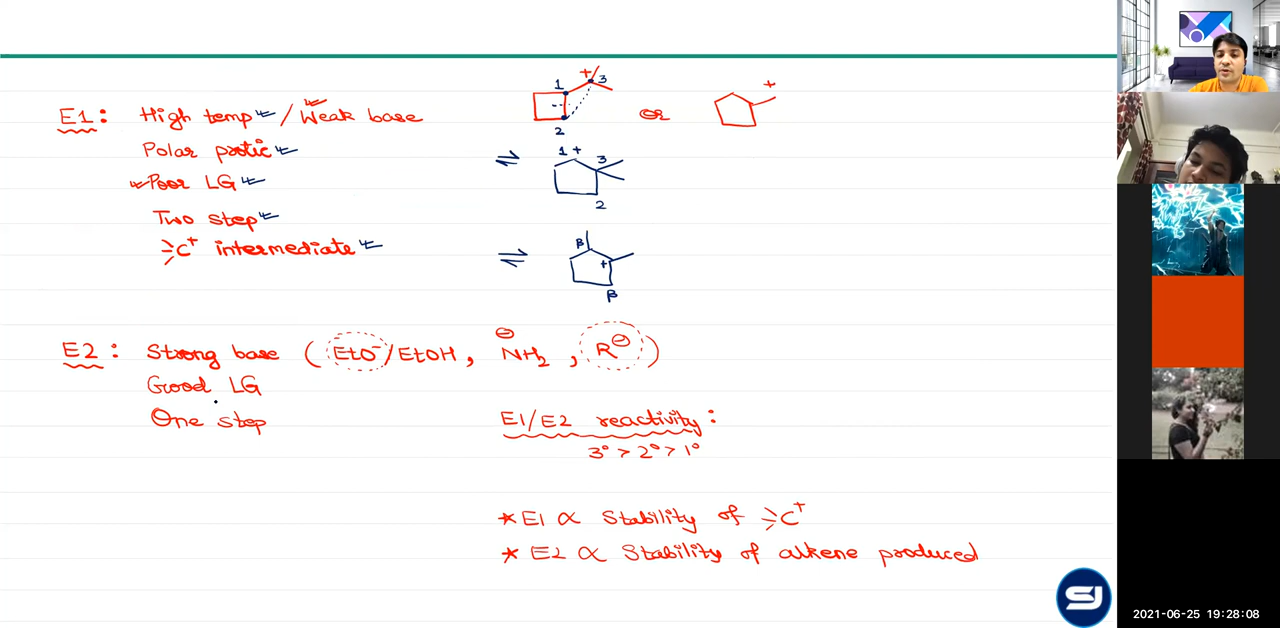 E1: High temp / Weak base
Polar protic
Poor LG
Two step
C+ intermediate
1
+
3
2
or
+
⇌
1 +
3
2
⇌
β
+
β
E2: Strong base (EtO⁻/EtOH, ⊖NH2, R⊖)
Good LG
One step
E1/E2 reactivity:
3° > 2° > 1°
* E1 ∝ Stability of C+
* E2 ∝ Stability of alkene produced
SJ
2021-06-25 19:28:08